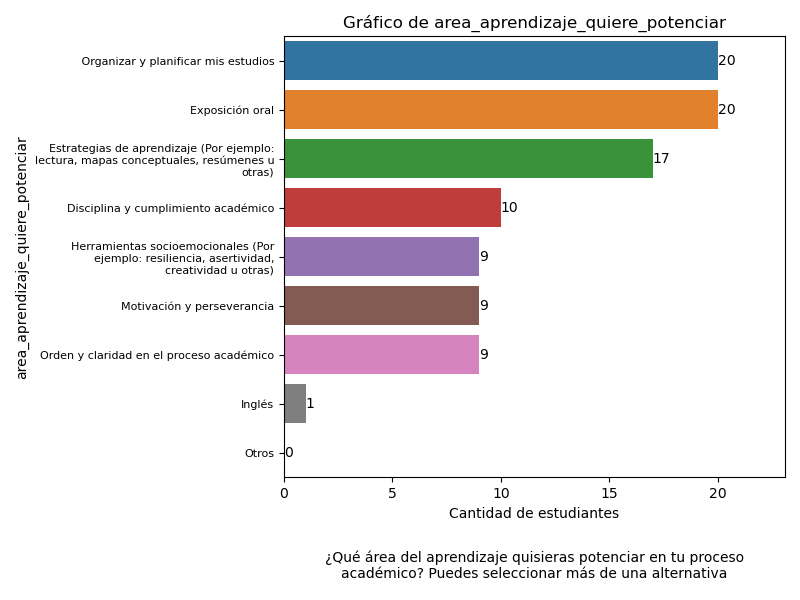 Gráfico de area_aprendizaje_quiere_potenciar
area_aprendizaje_quiere_potenciar
Organizar y planificar mis estudios
20
Exposición oral
20
Estrategias de aprendizaje (Por ejemplo:
lectura, mapas conceptuales, resúmenes u
otras)
17
Disciplina y cumplimiento académico
10
Herramientas socioemocionales (Por
ejemplo: resiliencia, asertividad,
creatividad u otras)
9
Motivación y perseverancia
9
Orden y claridad en el proceso académico
9
Inglés
1
Otros
0
0 5 10 15 20
Cantidad de estudiantes
¿Qué área del aprendizaje quisieras potenciar en tu proceso
académico? Puedes seleccionar más de una alternativa